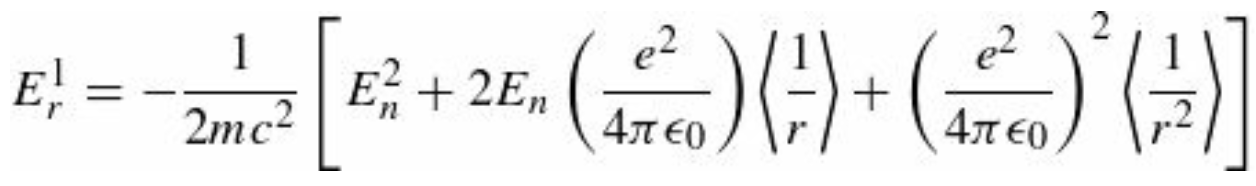 $E_r^1 = -\frac{1}{2mc^2} \left[ E_n^2 + 2E_n \left( \frac{e^2}{4\pi\epsilon_0} \right) \left\langle \frac{1}{r} \right\rangle + \left( \frac{e^2}{4\pi\epsilon_0} \right)^2 \left\langle \frac{1}{r^2} \right\rangle \right]$